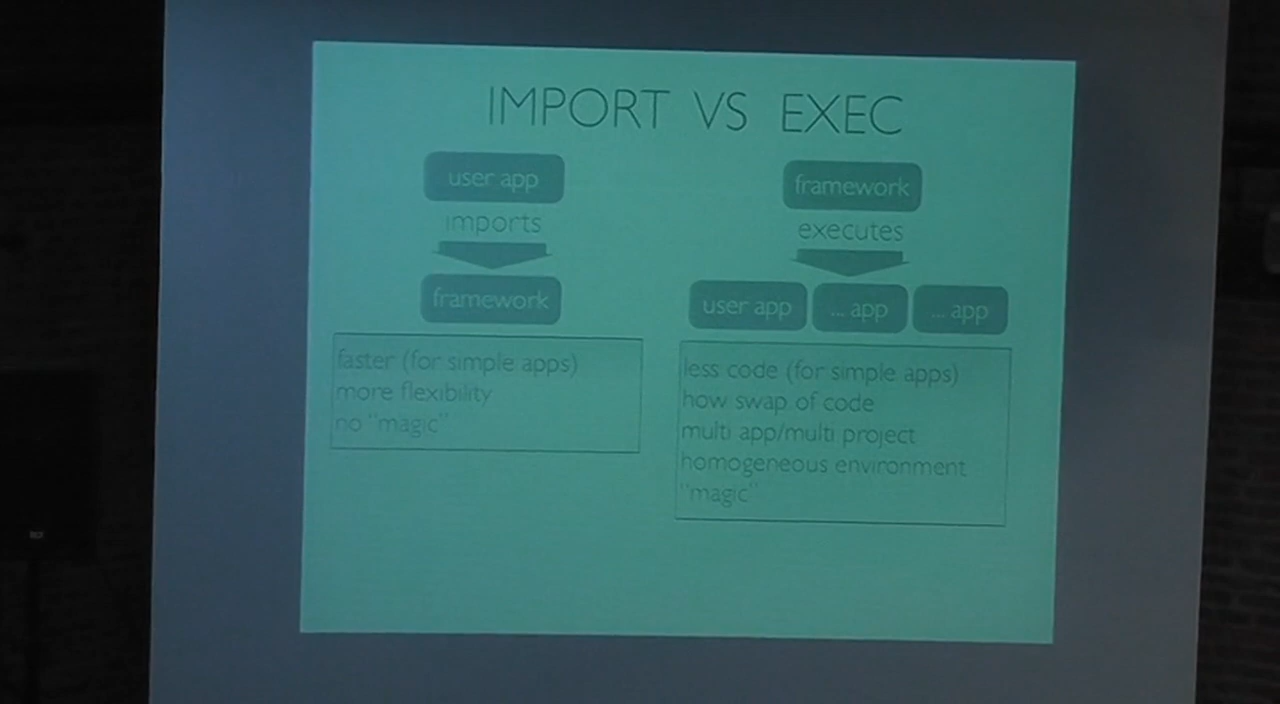 IMPORT VS EXEC
user app
imports
framework
faster (for simple apps)
more flexibility
no "magic"
framework
executes
user app
... app
... app
less code (for simple apps)
how swap of code
multi app/multi project
homogeneous environment
"magic"